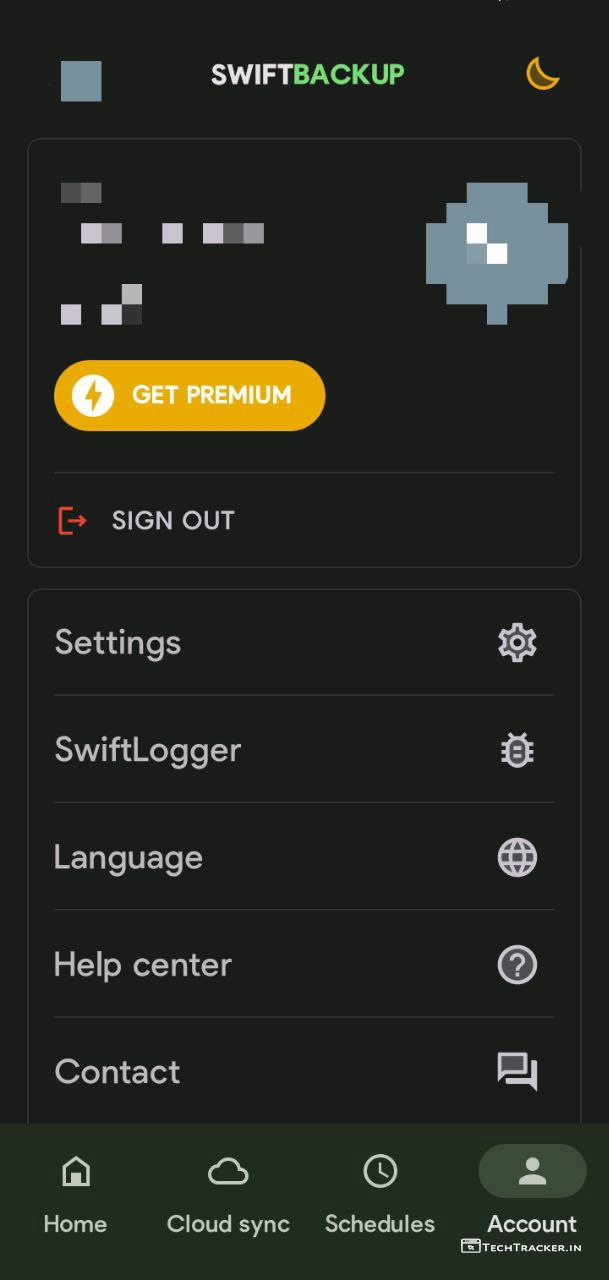 SWIFTBACKUP
GET PREMIUM
SIGN OUT
Settings
SwiftLogger
Language
Help center
Contact
Home Cloud sync Schedules Account
TECHTRACKER.IN